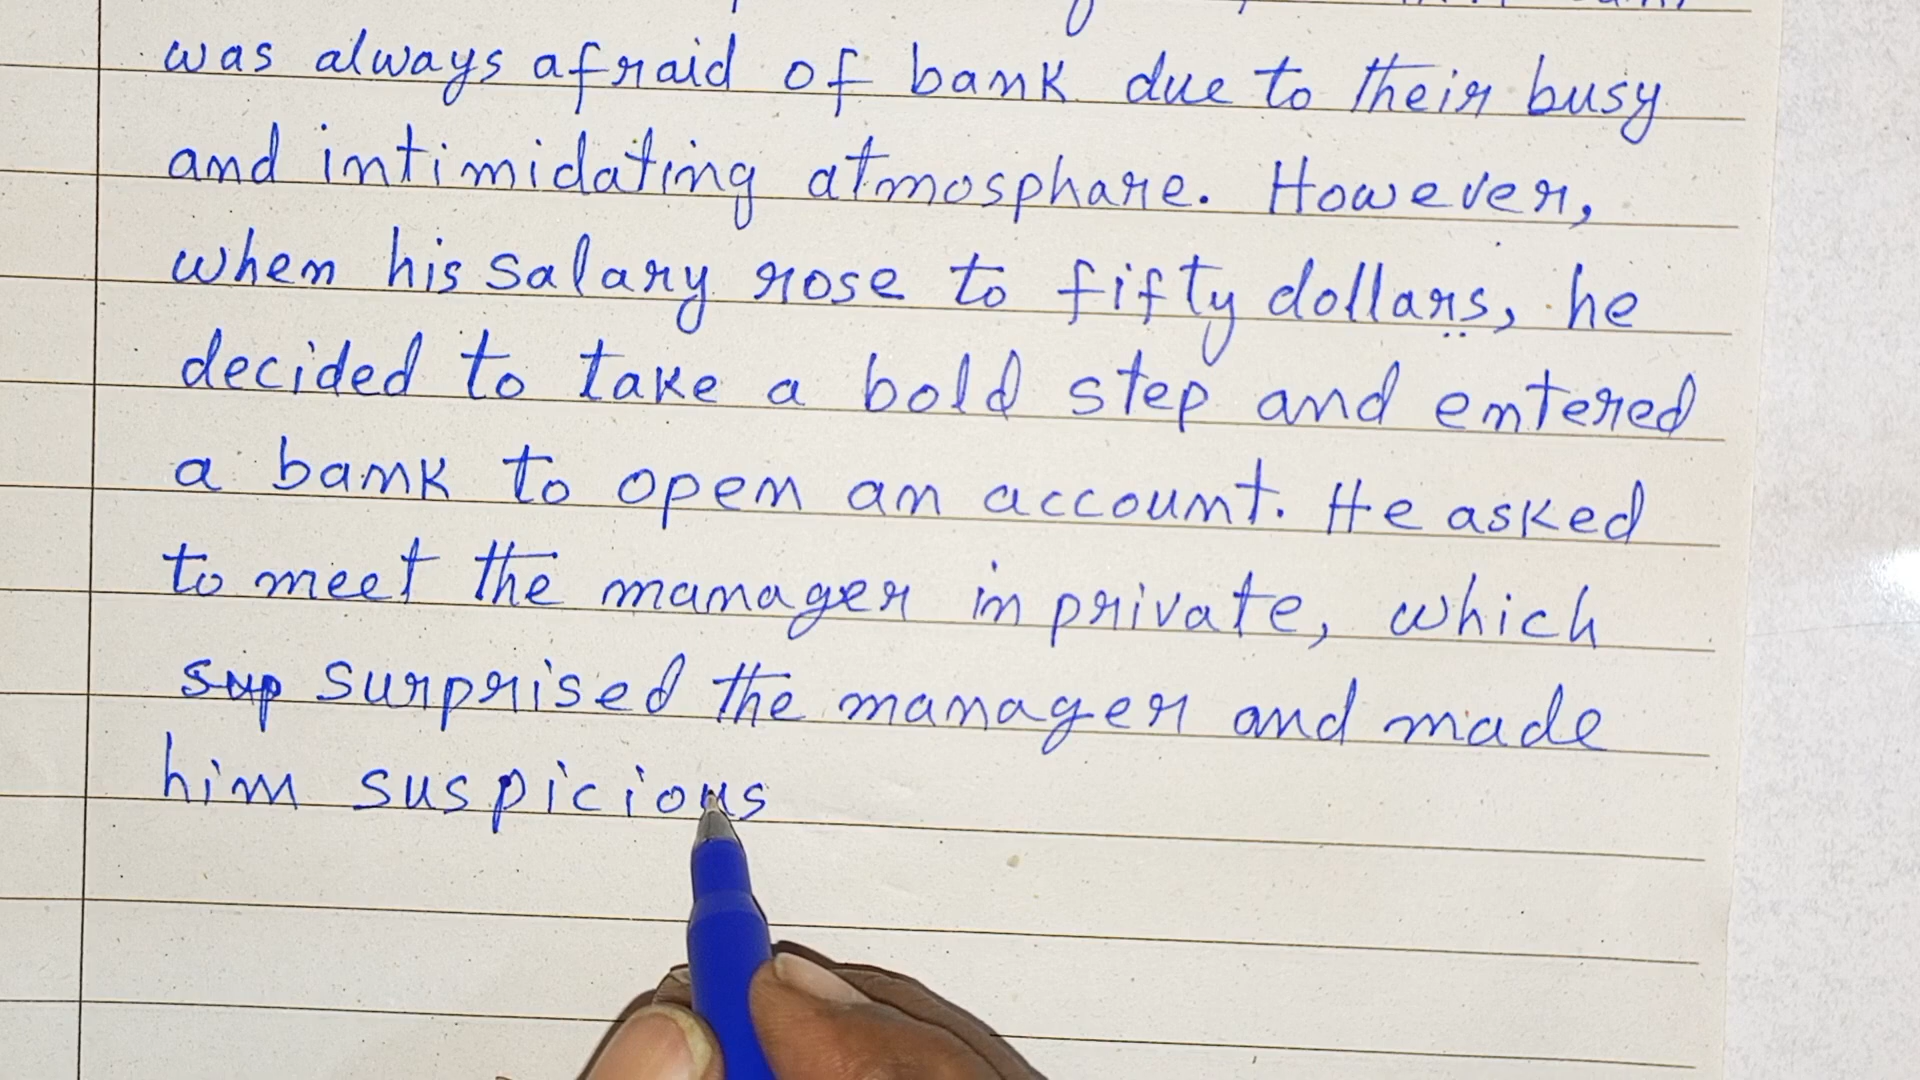 was always afraid of bank due to their busy
and intimidating atmosphare. However,
when his salary rose to fifty dollars, he
decided to take a bold step and entered
a bank to open an account. He asked
to meet the manager in private, which
sup surprised the manager and made
him suspicious